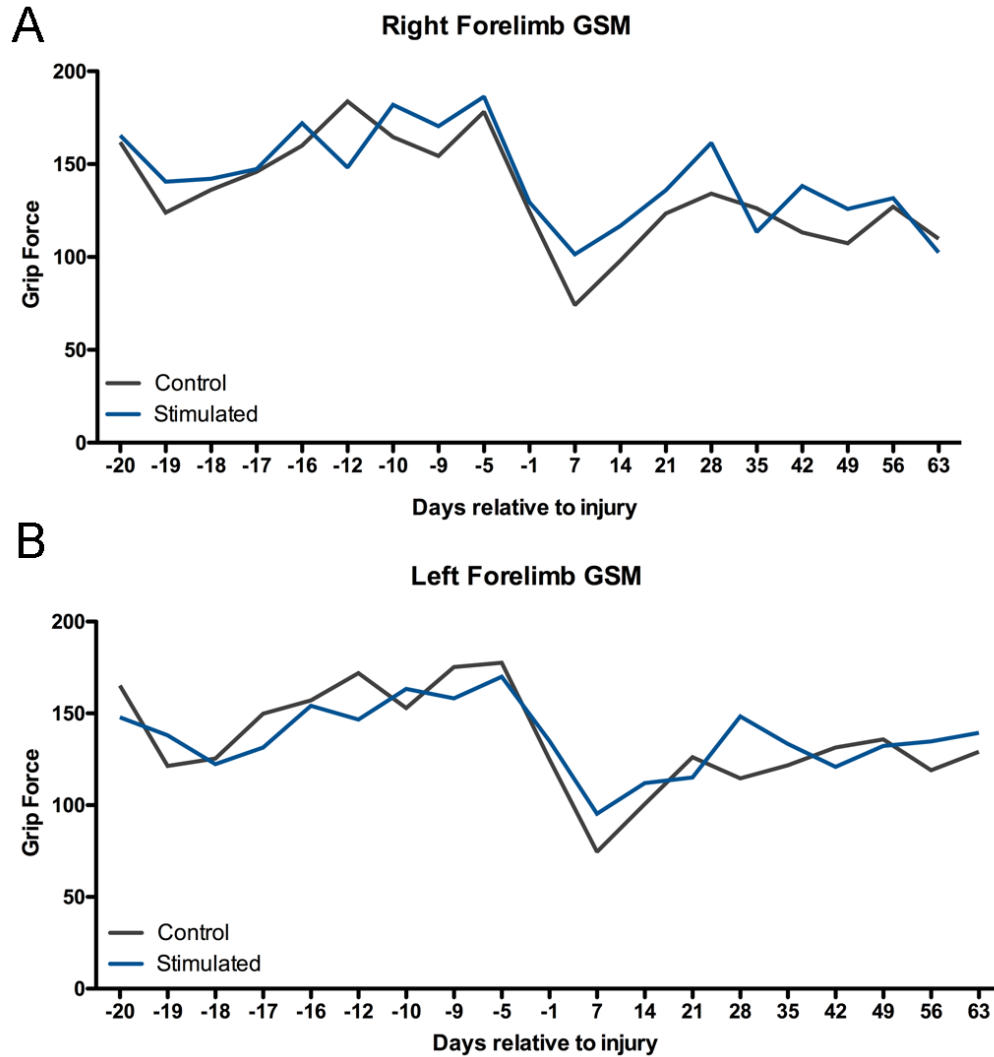 A
Right Forelimb GSM
200
150
100
50
0
Grip Force
Control
Stimulated
-20 -19 -18 -17 -16 -12 -10 -9 -5 -1 7 14 21 28 35 42 49 56 63
Days relative to injury
B
Left Forelimb GSM
200
150
100
50
0
Grip Force
Control
Stimulated
-20 -19 -18 -17 -16 -12 -10 -9 -5 -1 7 14 21 28 35 42 49 56 63
Days relative to injury